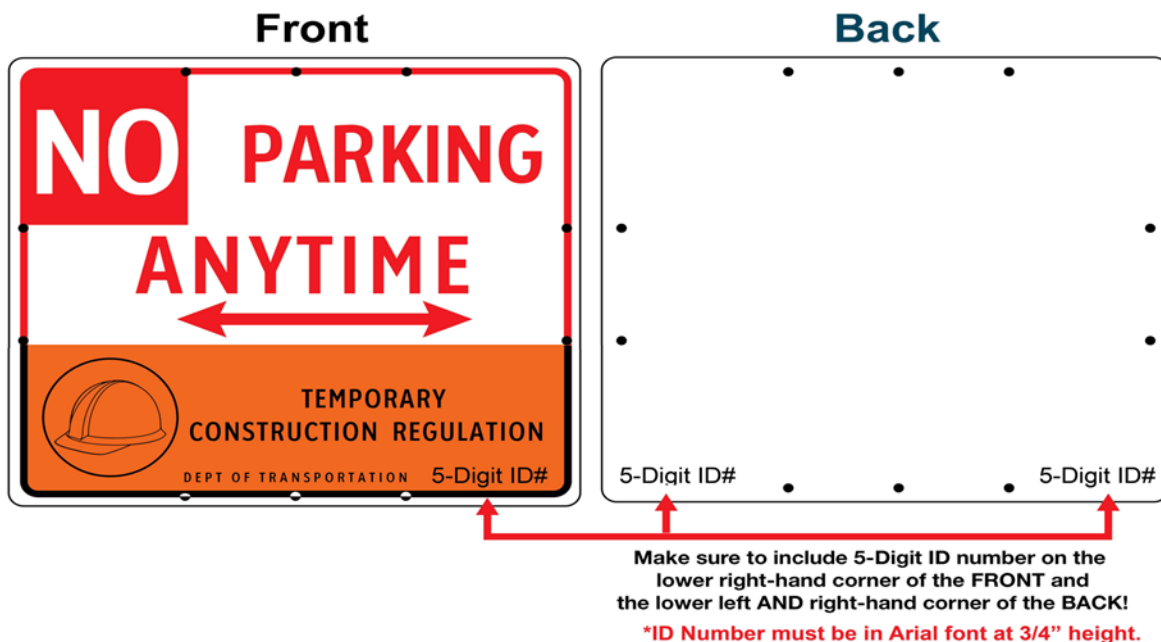 Front
Back
NO PARKING
ANYTIME
TEMPORARY
CONSTRUCTION REGULATION
DEPT OF TRANSPORTATION 5-Digit ID#
5-Digit ID#
5-Digit ID#
Make sure to include 5-Digit ID number on the
lower right-hand corner of the FRONT and
the lower left AND right-hand corner of the BACK!
*ID Number must be in Arial font at 3/4” height.